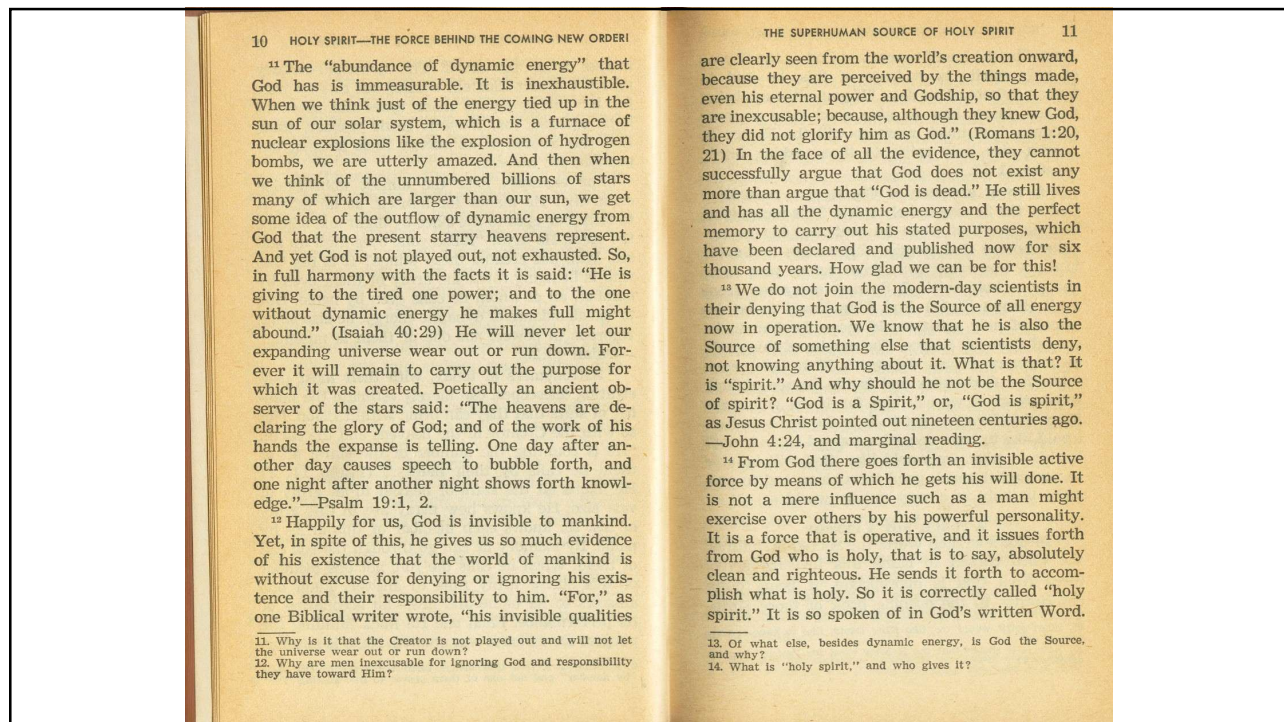 10 HOLY SPIRIT—THE FORCE BEHIND THE COMING NEW ORDER!
11 The “abundance of dynamic energy” that
God has is immeasurable. It is inexhaustible.
When we think just of the energy tied up in the
sun of our solar system, which is a furnace of
nuclear explosions like the explosion of hydrogen
bombs, we are utterly amazed. And then when
we think of the unnumbered billions of stars
many of which are larger than our sun, we get
some idea of the outflow of dynamic energy from
God that the present starry heavens represent.
And yet God is not played out, not exhausted. So,
in full harmony with the facts it is said: “He is
giving to the tired one power; and to the one
without dynamic energy he makes full might
abound.” (Isaiah 40:29) He will never let our
expanding universe wear out or run down. For-
ever it will remain to carry out the purpose for
which it was created. Poetically an ancient ob-
server of the stars said: “The heavens are de-
claring the glory of God; and of the work of his
hands the expanse is telling. One day after an-
other day causes speech to bubble forth, and
one night after another night shows forth knowl-
edge.”—Psalm 19:1, 2.
12 Happily for us, God is invisible to mankind.
Yet, in spite of this, he gives us so much evidence
of his existence that the world of mankind is
without excuse for denying or ignoring his exis-
tence and their responsibility to him. “For,” as
one Biblical writer wrote, “his invisible qualities
11. Why is it that the Creator is not played out and will not let
the universe wear out or run down?
12. Why are men inexcusable for ignoring God and responsibility
they have toward Him?
THE SUPERHUMAN SOURCE OF HOLY SPIRIT 11
are clearly seen from the world’s creation onward,
because they are perceived by the things made,
even his eternal power and Godship, so that they
are inexcusable; because, although they knew God,
they did not glorify him as God.” (Romans 1:20,
21) In the face of all the evidence, they cannot
successfully argue that God does not exist any
more than argue that “God is dead.” He still lives
and has all the dynamic energy and the perfect
memory to carry out his stated purposes, which
have been declared and published now for six
thousand years. How glad we can be for this!
13 We do not join the modern-day scientists in
their denying that God is the Source of all energy
now in operation. We know that he is also the
Source of something else that scientists deny,
not knowing anything about it. What is that? It
is “spirit.” And why should he not be the Source
of spirit? “God is a Spirit,” or, “God is spirit,”
as Jesus Christ pointed out nineteen centuries ago.
—John 4:24, and marginal reading.
14 From God there goes forth an invisible active
force by means of which he gets his will done. It
is not a mere influence such as a man might
exercise over others by his powerful personality.
It is a force that is operative, and it issues forth
from God who is holy, that is to say, absolutely
clean and righteous. He sends it forth to accom-
plish what is holy. So it is correctly called “holy
spirit.” It is so spoken of in God’s written Word.
13. Of what else, besides dynamic energy, is God the Source,
and why?
14. What is “holy spirit,” and who gives it?